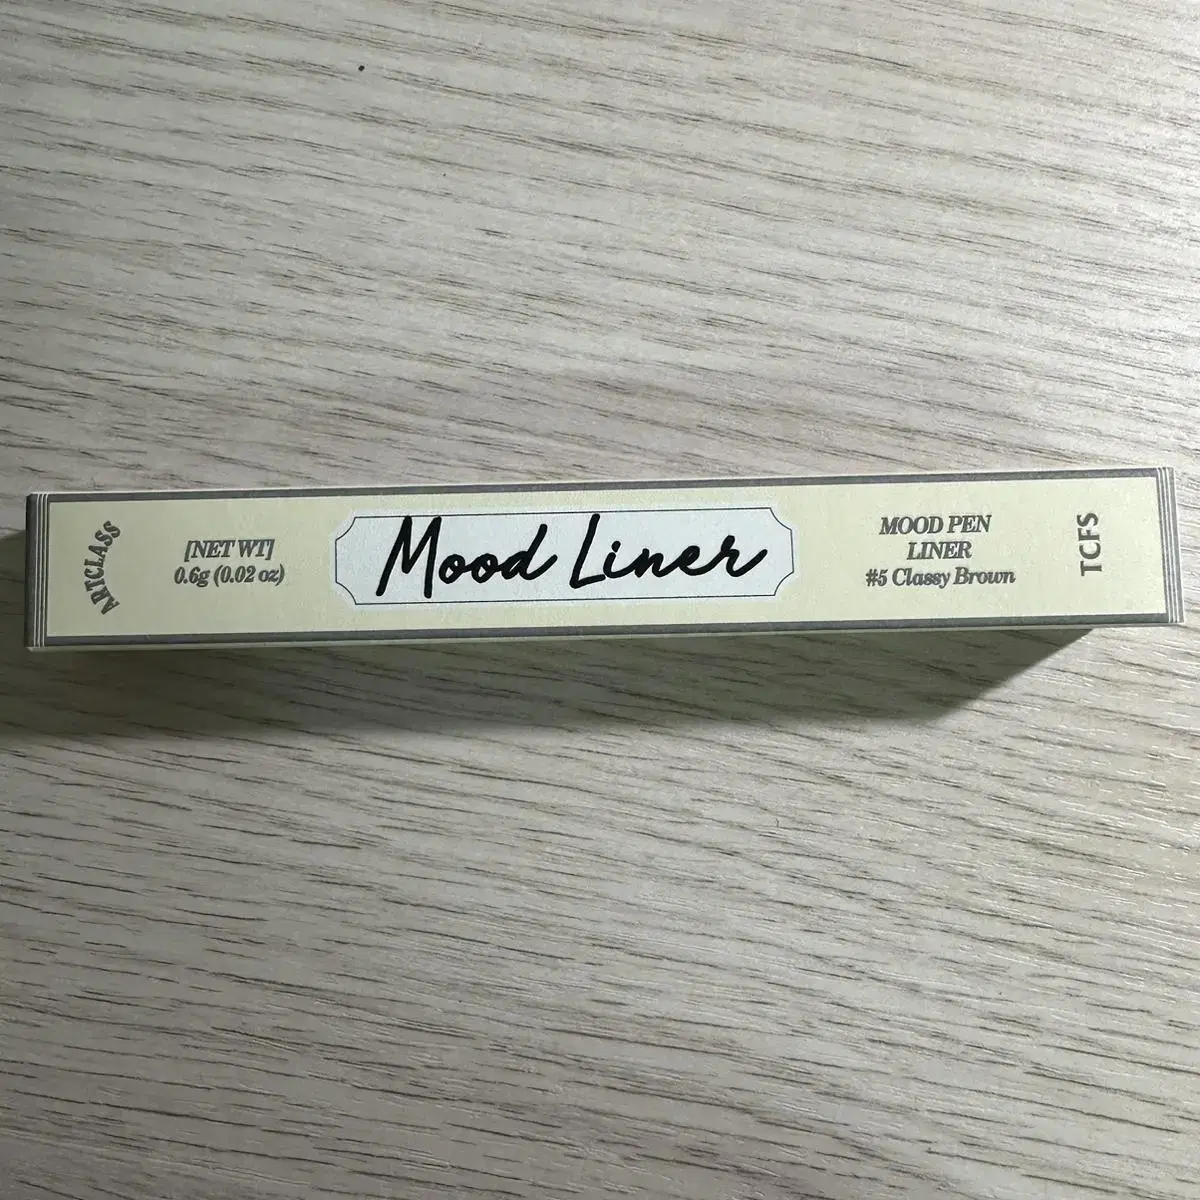 ARTCLASS
[NET WT]
0.6g (0.02 oz)
Mood Liner
MOOD PEN
LINER
#5 Classy Brown
TCFS